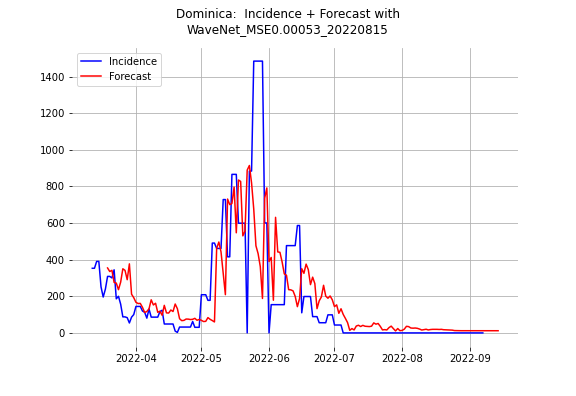 Dominica:  Incidence + Forecast with
WaveNet_MSE0.00053_20220815
Incidence
Forecast
1400
1200
1000
800
600
400
200
0
2022-04 2022-05 2022-06 2022-07 2022-08 2022-09